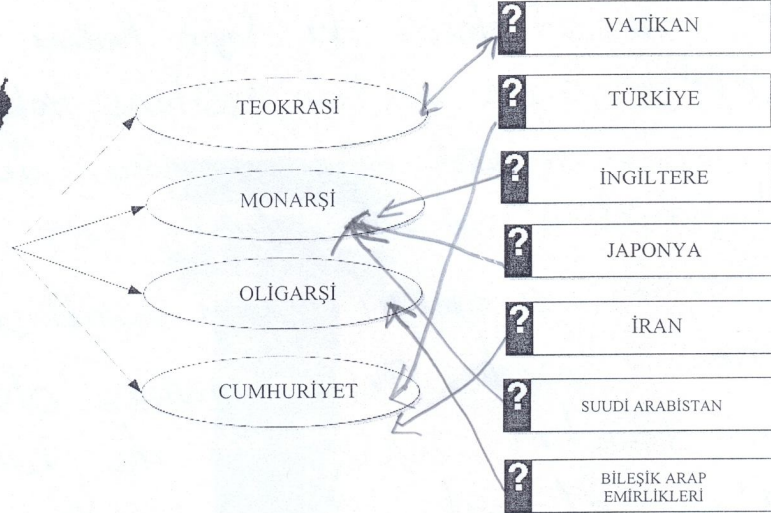 TEOKRASİ
MONARŞİ
OLİGARŞİ
CUMHURİYET
? VATİKAN
? TÜRKİYE
? İNGİLTERE
? JAPONYA
? İRAN
? SUUDİ ARABİSTAN
? BİLEŞİK ARAP
EMİRLİKLERİ